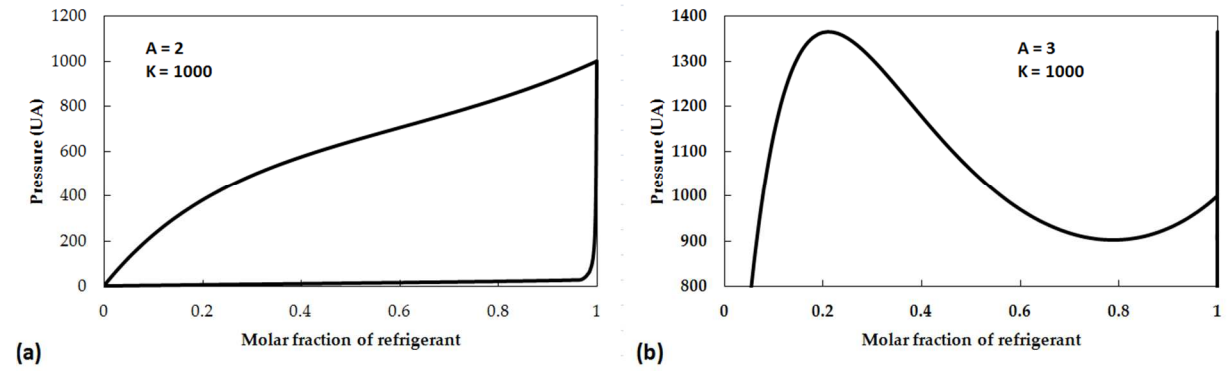 1200
1000
800
600
400
200
0
Pressure (UA)
A = 2
K = 1000
0
0.2
0.4
0.6
0.8
1
Molar fraction of refrigerant
(a)
1400
1300
1200
1100
1000
900
800
Pressure (UA)
A = 3
K = 1000
0
0.2
0.4
0.6
0.8
1
Molar fraction of refrigerant
(b)